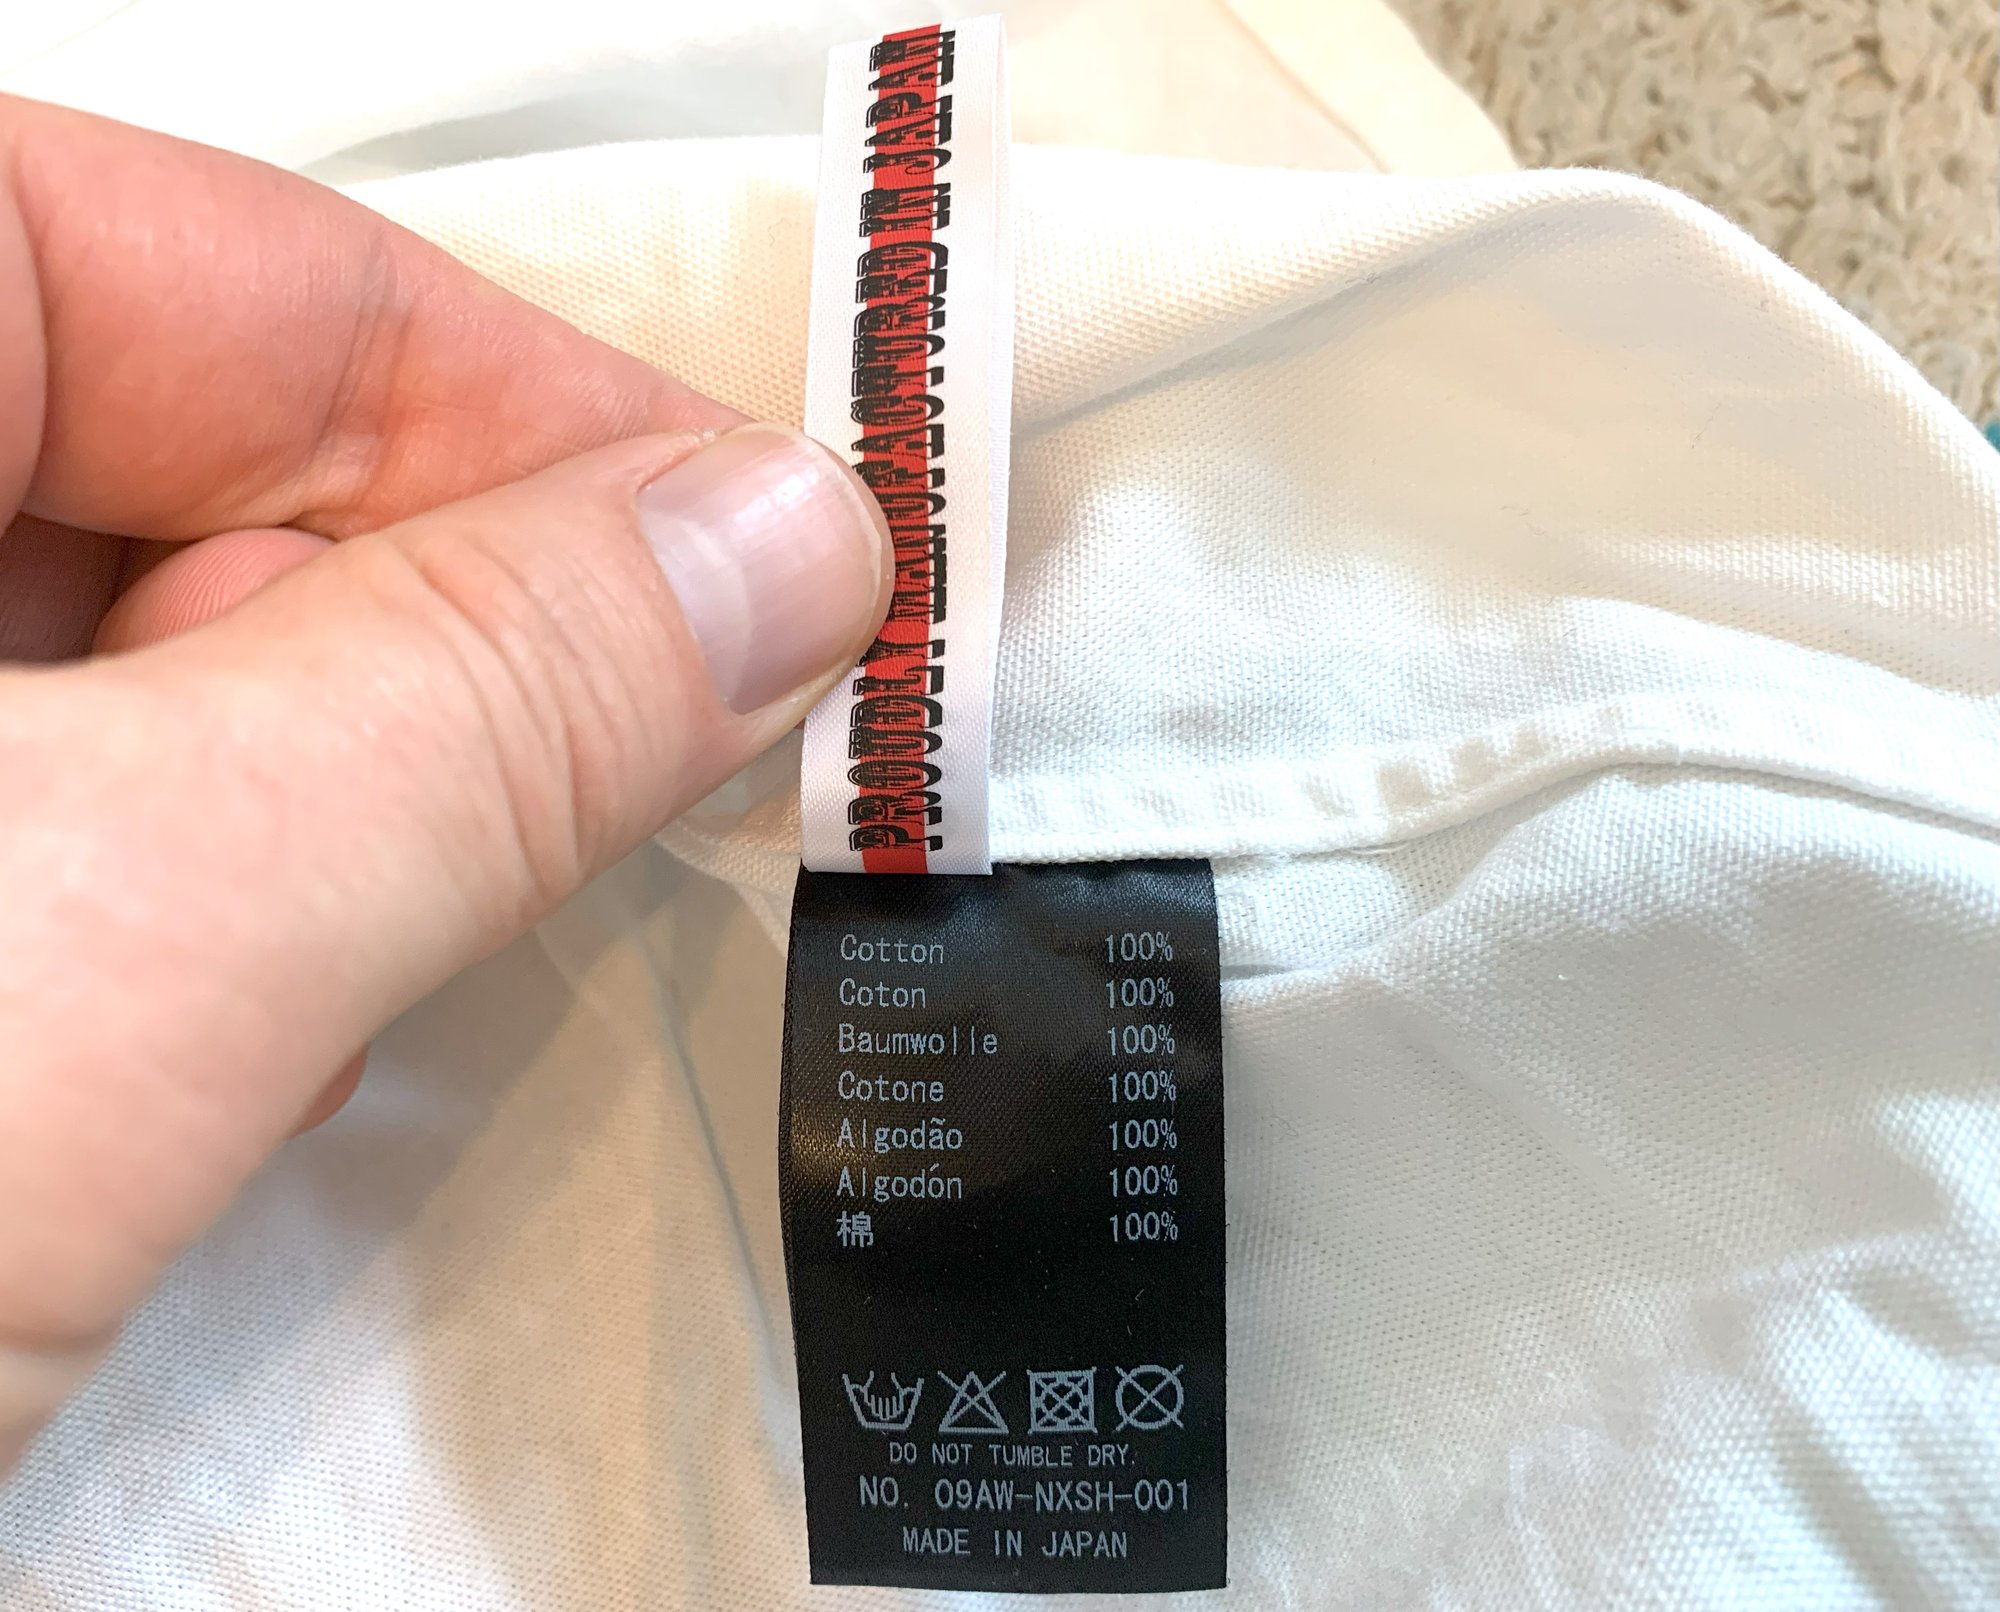 PROUDLY MANUFACTURED IN JAPAN
Cotton 100%
Coton 100%
Baumwolle 100%
Cotone 100%
Algodão 100%
Algodón 100%
棉 100%
DO NOT TUMBLE DRY.
NO. 09AW-NXSH-001
MADE IN JAPAN